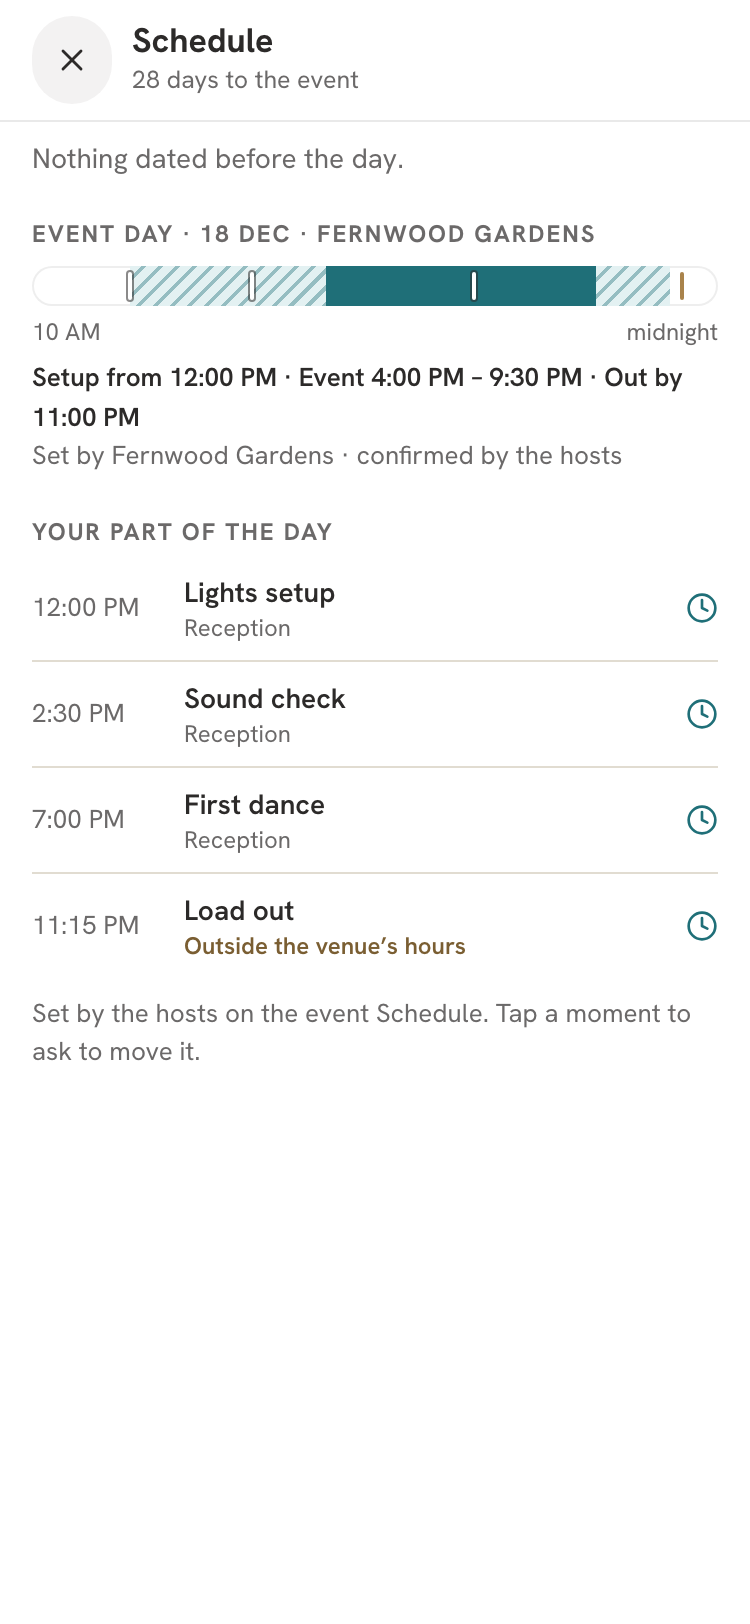 Schedule
28 days to the event
Nothing dated before the day.
EVENT DAY · 18 DEC · FERNWOOD GARDENS
10 AM
midnight
Setup from 12:00 PM · Event 4:00 PM – 9:30 PM · Out by
11:00 PM
Set by Fernwood Gardens · confirmed by the hosts
YOUR PART OF THE DAY
12:00 PM
Lights setup
Reception
2:30 PM
Sound check
Reception
7:00 PM
First dance
Reception
11:15 PM
Load out
Outside the venue’s hours
Set by the hosts on the event Schedule. Tap a moment to
ask to move it.